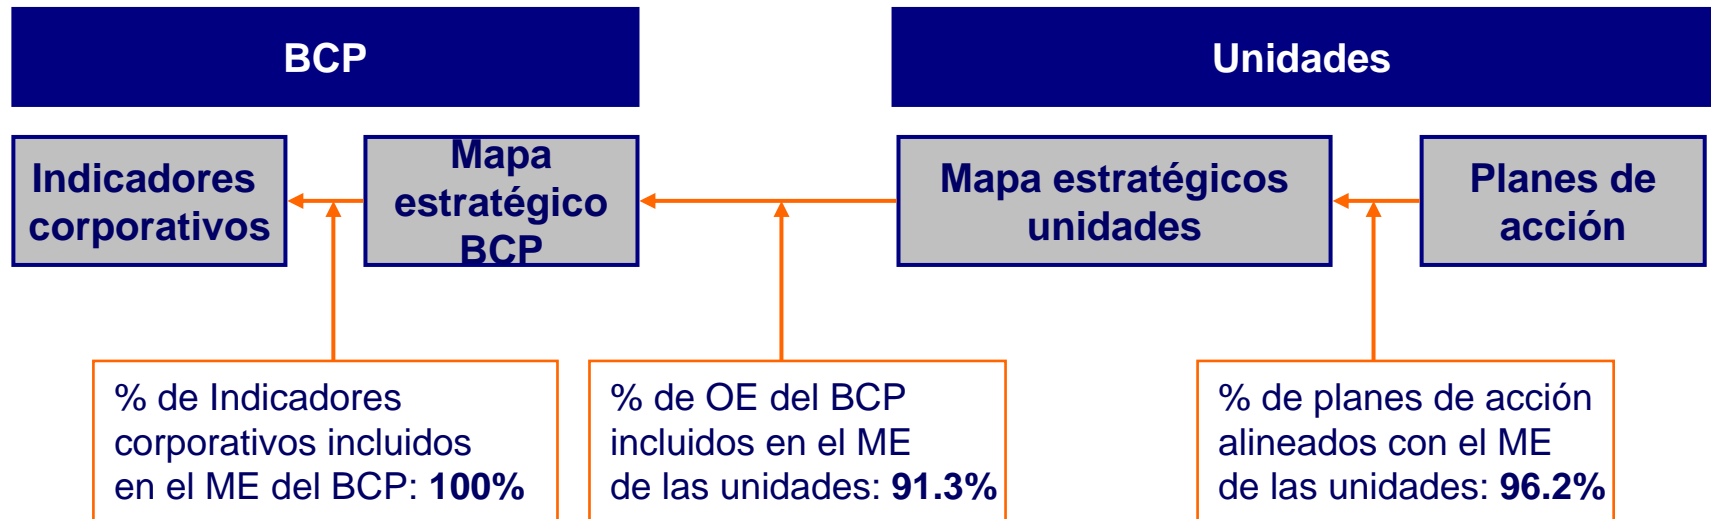 BCP
Unidades
Indicadores
corporativos
Mapa
estratégico
BCP
Mapa estratégicos
unidades
Planes de
acción
% de Indicadores
corporativos incluidos
en el ME del BCP: 100%
% de OE del BCP
incluidos en el ME
de las unidades: 91.3%
% de planes de acción
alineados con el ME
de las unidades: 96.2%